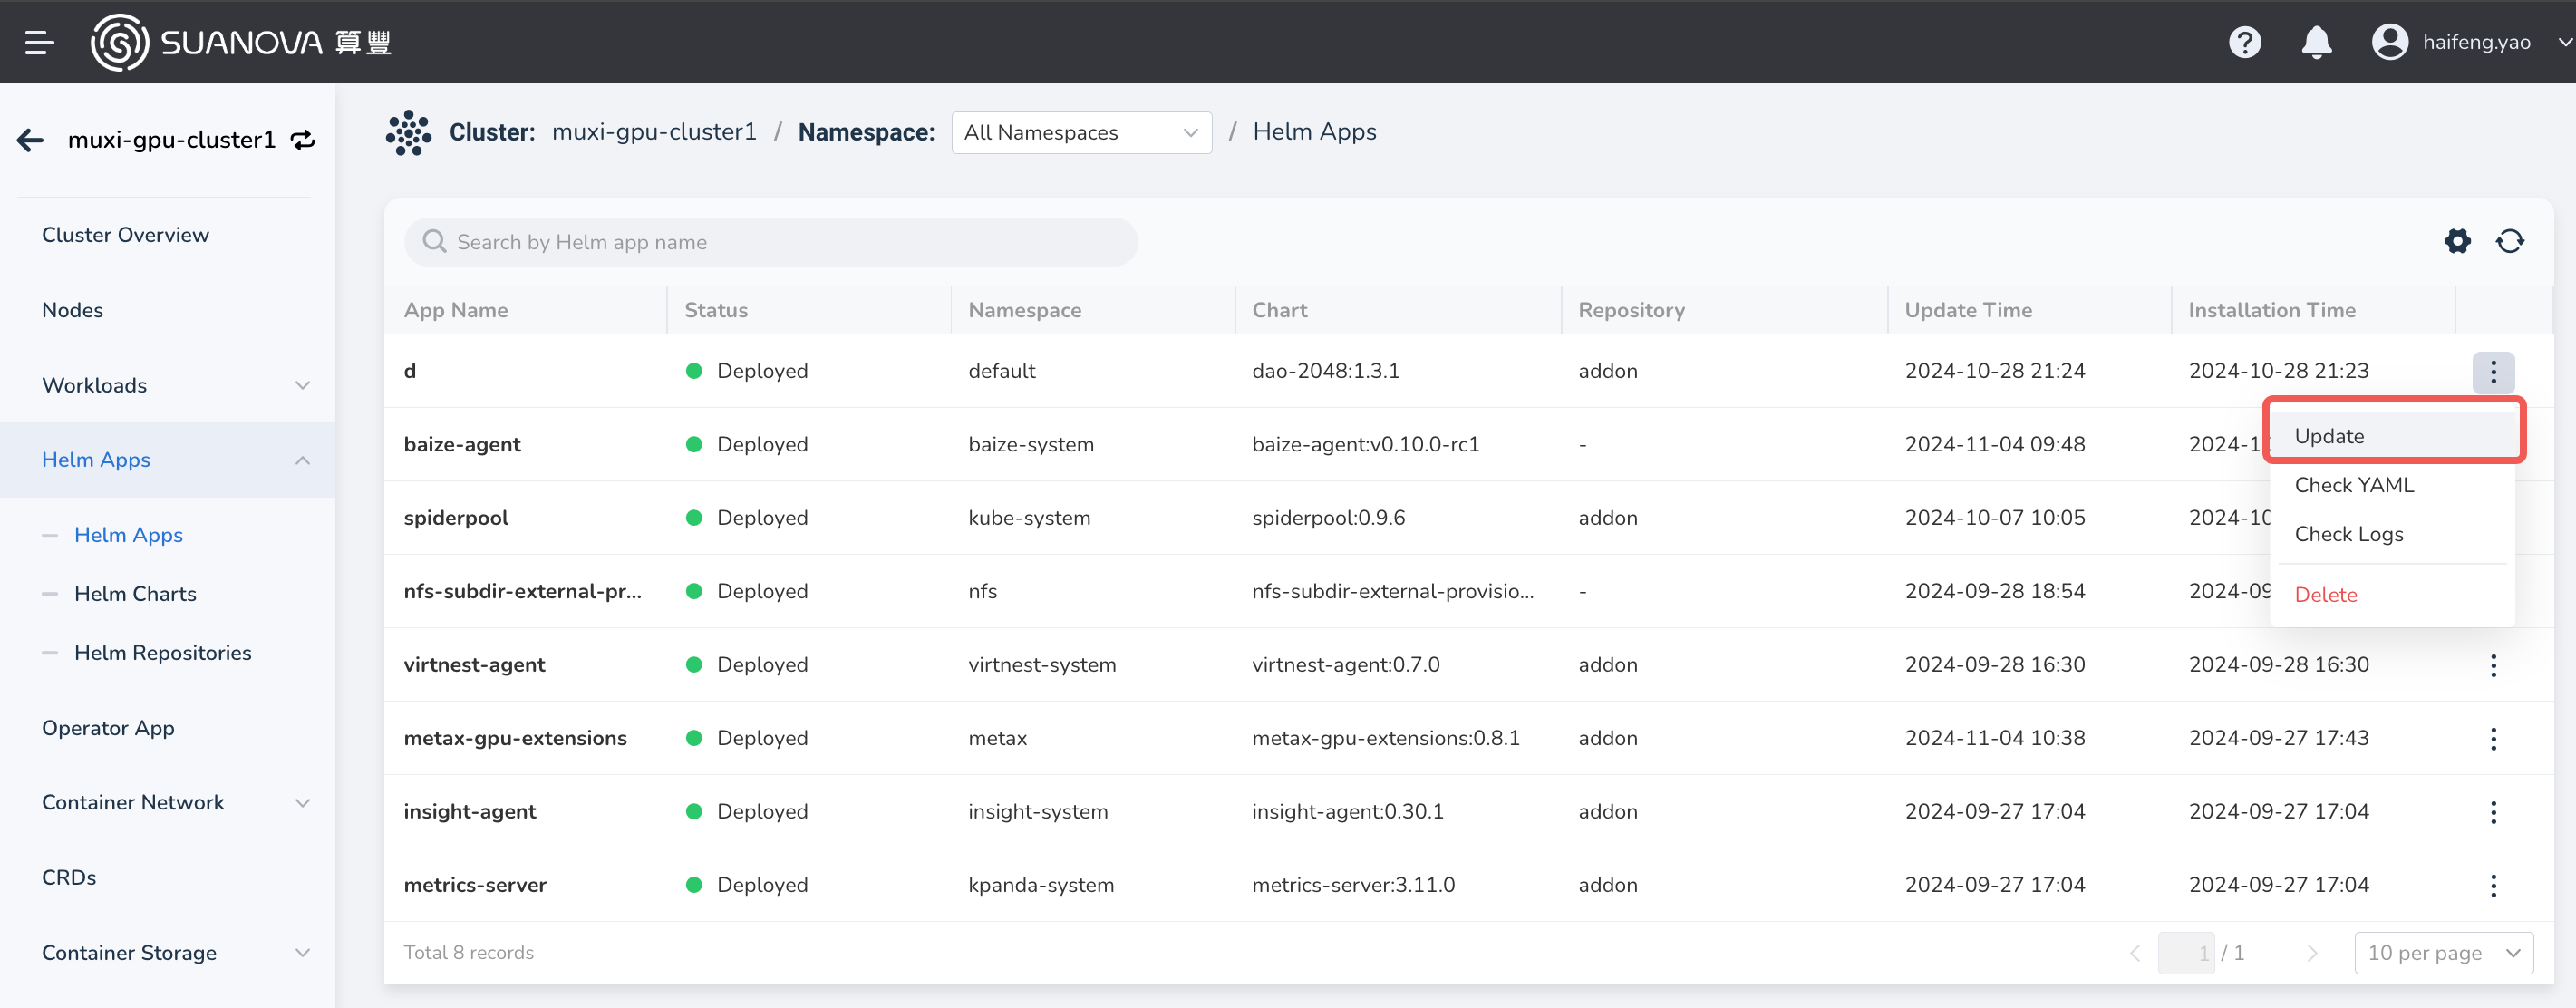 SUANOVA 算豐
haifeng.yao
muxi-gpu-cluster1
Cluster: muxi-gpu-cluster1 / Namespace: All Namespaces / Helm Apps
Cluster Overview
Nodes
Workloads
Helm Apps
Helm Apps
Helm Charts
Helm Repositories
Operator App
Container Network
CRDs
Container Storage
Search by Helm app name
App Name Status Namespace Chart Repository Update Time Installation Time
d Deployed default dao-2048:1.3.1 addon 2024-10-28 21:24 2024-10-28 21:23
baize-agent Deployed baize-system baize-agent:v0.10.0-rc1 - 2024-11-04 09:48 2024-1
spiderpool Deployed kube-system spiderpool:0.9.6 addon 2024-10-07 10:05 2024-10
nfs-subdir-external-pr... Deployed nfs nfs-subdir-external-provisio... - 2024-09-28 18:54 2024-09
virtnest-agent Deployed virtnest-system virtnest-agent:0.7.0 addon 2024-09-28 16:30 2024-09-28 16:30
metax-gpu-extensions Deployed metax metax-gpu-extensions:0.8.1 addon 2024-11-04 10:38 2024-09-27 17:43
insight-agent Deployed insight-system insight-agent:0.30.1 addon 2024-09-27 17:04 2024-09-27 17:04
metrics-server Deployed kpanda-system metrics-server:3.11.0 addon 2024-09-27 17:04 2024-09-27 17:04
Update
Check YAML
Check Logs
Delete
Total 8 records
1 / 1
10 per page